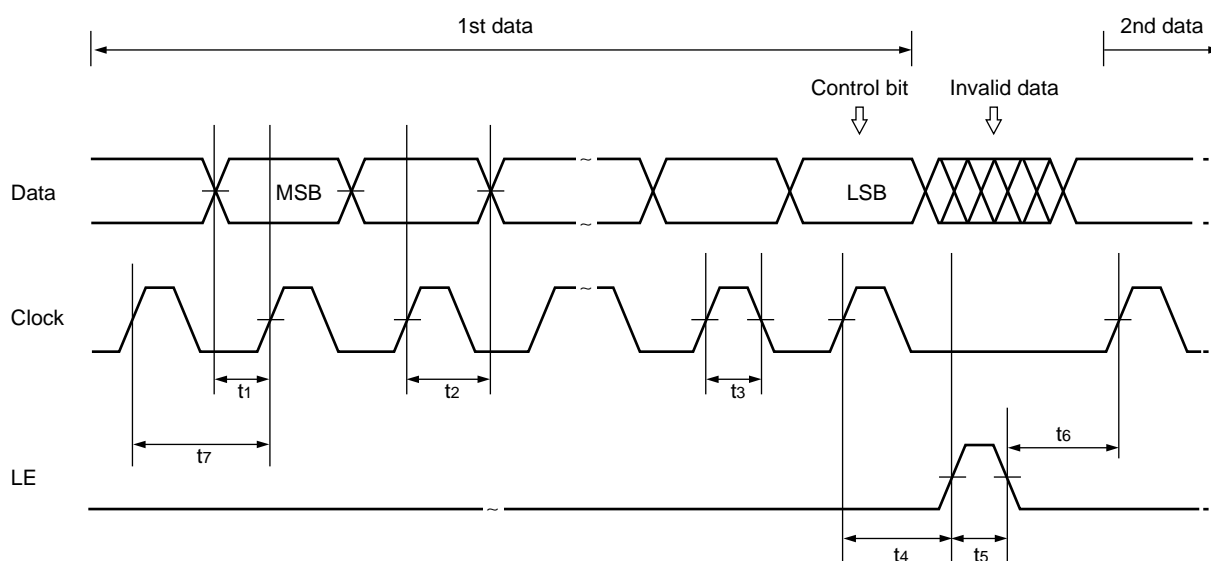 1st data
2nd data
Control bit
Invalid data
Data
MSB
LSB
Clock
t1
t2
t3
t7
t6
LE
t4
t5